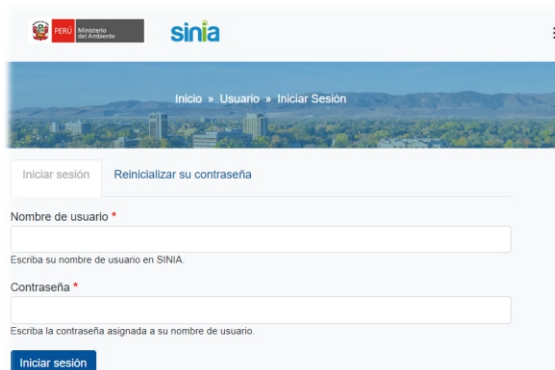 PERÚ Ministerio del Ambiente
sinia
Inicio » Usuario » Iniciar Sesión
Iniciar sesión Reinicializar su contraseña
Nombre de usuario *
Escriba su nombre de usuario en SINIA.
Contraseña *
Escriba la contraseña asignada a su nombre de usuario.
Iniciar sesión